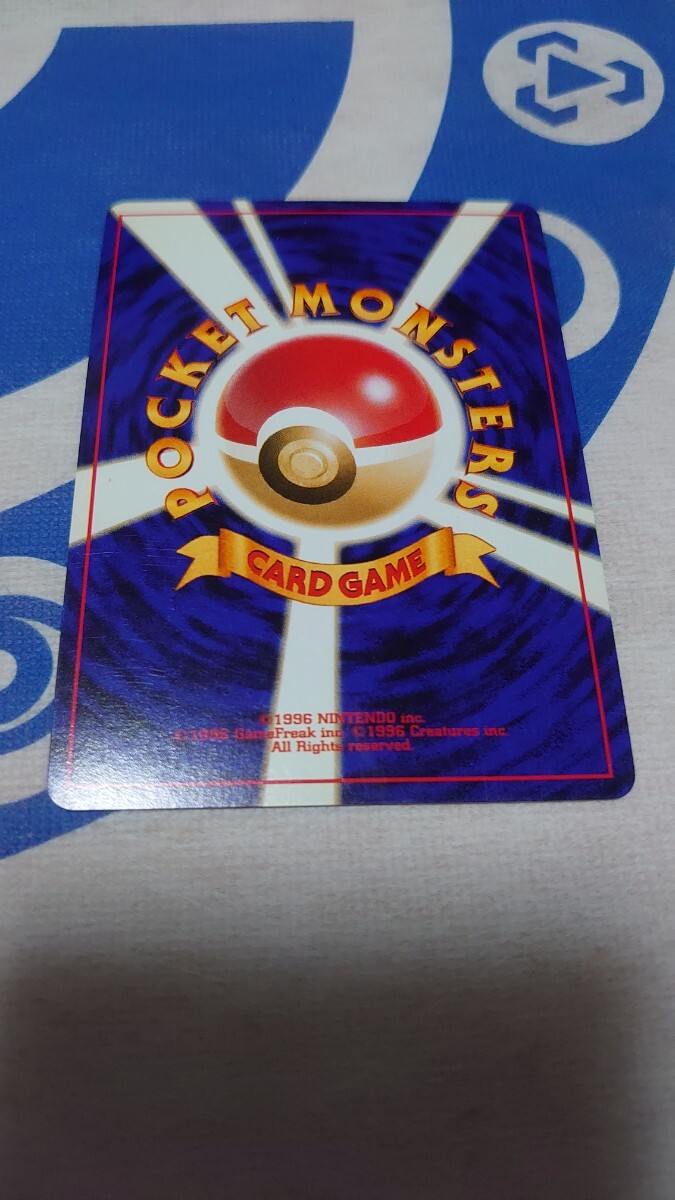 POCKET MONSTERS
CARD GAME
©1996 NINTENDO inc.
©1996 GameFreak inc. ©1996 Creatures inc.
All Rights reserved.